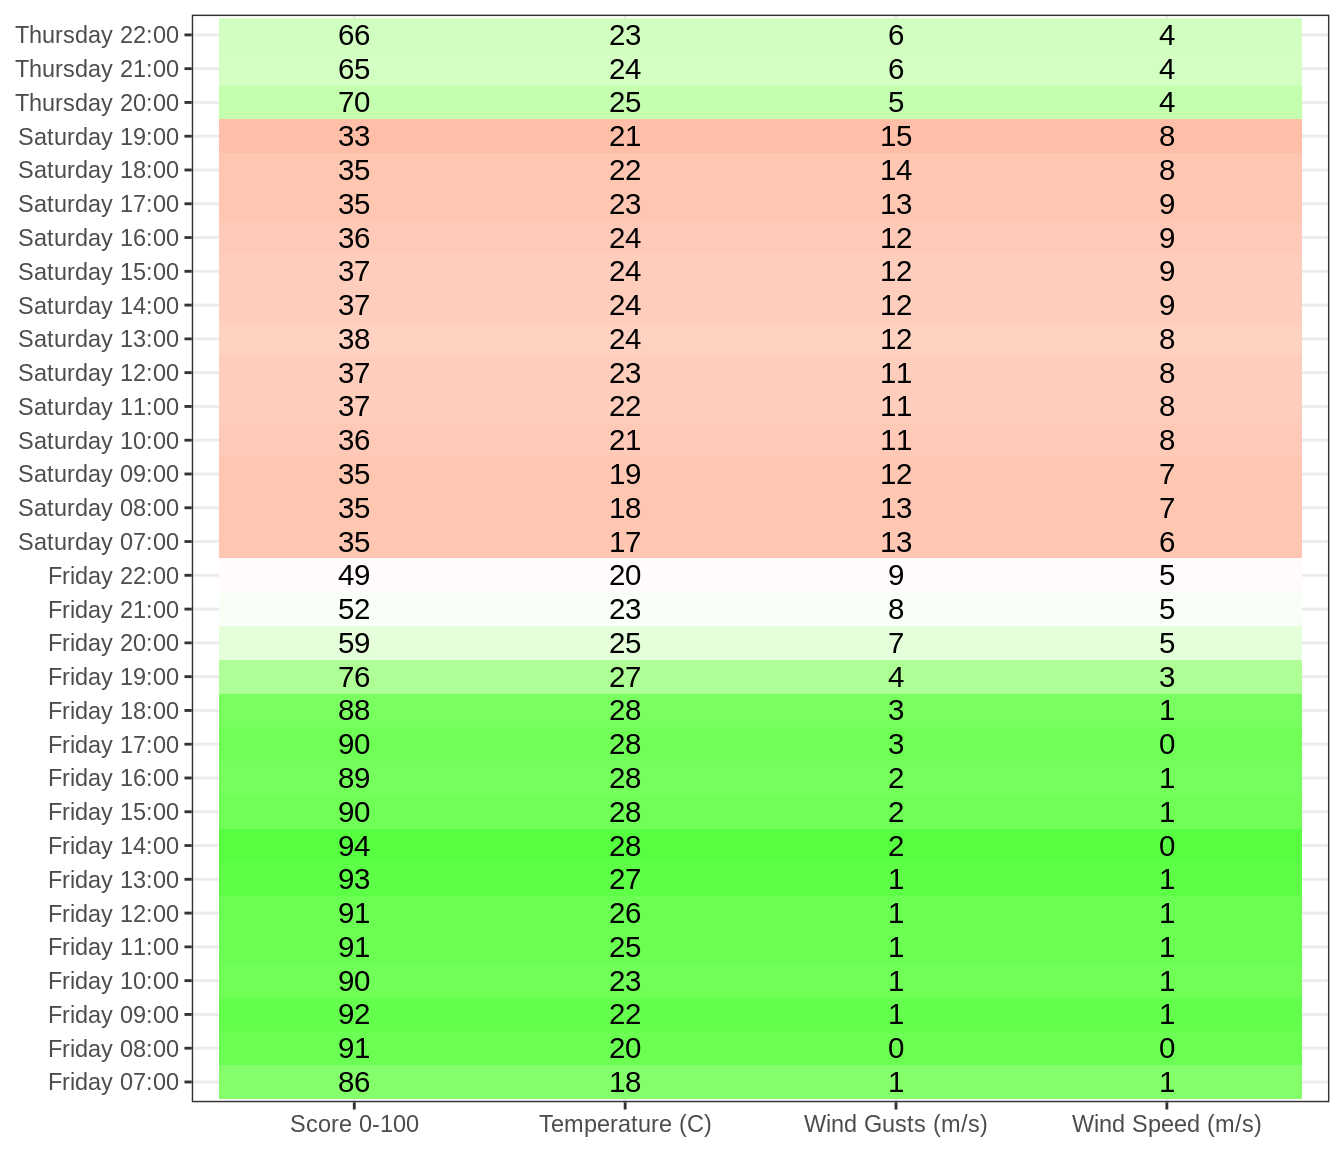 Thursday 22:00 66 23 6 4
Thursday 21:00 65 24 6 4
Thursday 20:00 70 25 5 4
Saturday 19:00 33 21 15 8
Saturday 18:00 35 22 14 8
Saturday 17:00 35 23 13 9
Saturday 16:00 36 24 12 9
Saturday 15:00 37 24 12 9
Saturday 14:00 37 24 12 9
Saturday 13:00 38 24 12 8
Saturday 12:00 37 23 11 8
Saturday 11:00 37 22 11 8
Saturday 10:00 36 21 11 8
Saturday 09:00 35 19 12 7
Saturday 08:00 35 18 13 7
Saturday 07:00 35 17 13 6
Friday 22:00 49 20 9 5
Friday 21:00 52 23 8 5
Friday 20:00 59 25 7 5
Friday 19:00 76 27 4 3
Friday 18:00 88 28 3 1
Friday 17:00 90 28 3 0
Friday 16:00 89 28 2 1
Friday 15:00 90 28 2 1
Friday 14:00 94 28 2 0
Friday 13:00 93 27 1 1
Friday 12:00 91 26 1 1
Friday 11:00 91 25 1 1
Friday 10:00 90 23 1 1
Friday 09:00 92 22 1 1
Friday 08:00 91 20 0 0
Friday 07:00 86 18 1 1
Score 0-100 Temperature (C) Wind Gusts (m/s) Wind Speed (m/s)